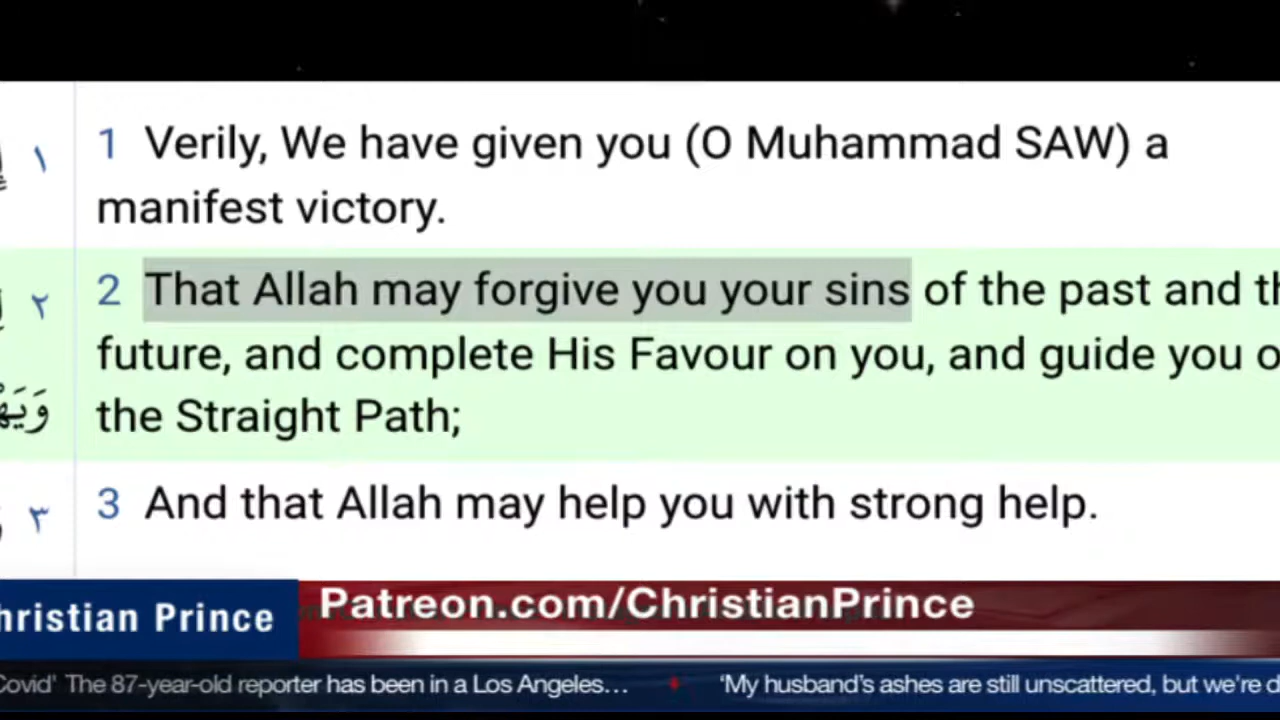 ١
1 Verily, We have given you (O Muhammad SAW) a
manifest victory.
٢
2 That Allah may forgive you your sins of the past and
future, and complete His Favour on you, and guide you
the Straight Path;
٣
3 And that Allah may help you with strong help.
Prince
Patreon.com/ChristianPrince
Covid' The 87-year-old reporter has been in a Los Angeles... 'My husband's ashes are still unscattered, but we're